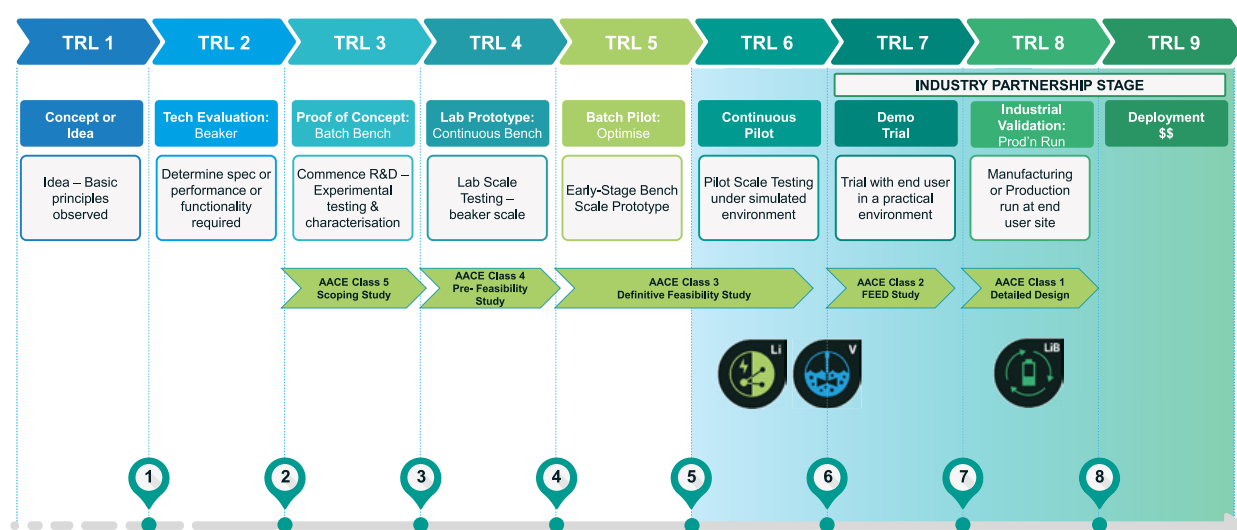 TRL 1
TRL 2
TRL 3
TRL 4
TRL 5
TRL 6
TRL 7
TRL 8
TRL 9
INDUSTRY PARTNERSHIP STAGE
Concept or
Idea
Tech Evaluation:
Beaker
Proof of Concept:
Batch Bench
Lab Prototype:
Continuous Bench
Batch Pilot:
Optimise
Continuous
Pilot
Demo
Trial
Industrial
Validation:
Prod'n Run
Deployment
$$
Idea – Basic
principles
observed
Determine spec or
performance or
functionality
required
Commence R&D –
Experimental
testing &
characterisation
Lab Scale
Testing –
beaker scale
Early-Stage Bench
Scale Prototype
Pilot Scale Testing
under simulated
environment
Trial with end user
in a practical
environment
Manufacturing
or Production
run at end
user site
AACE Class 5
Scoping Study
AACE Class 4
Pre- Feasibility
Study
AACE Class 3
Definitive Feasibility Study
AACE Class 2
FEED Study
AACE Class 1
Detailed Design
Li
V
LiB
1
2
3
4
5
6
7
8